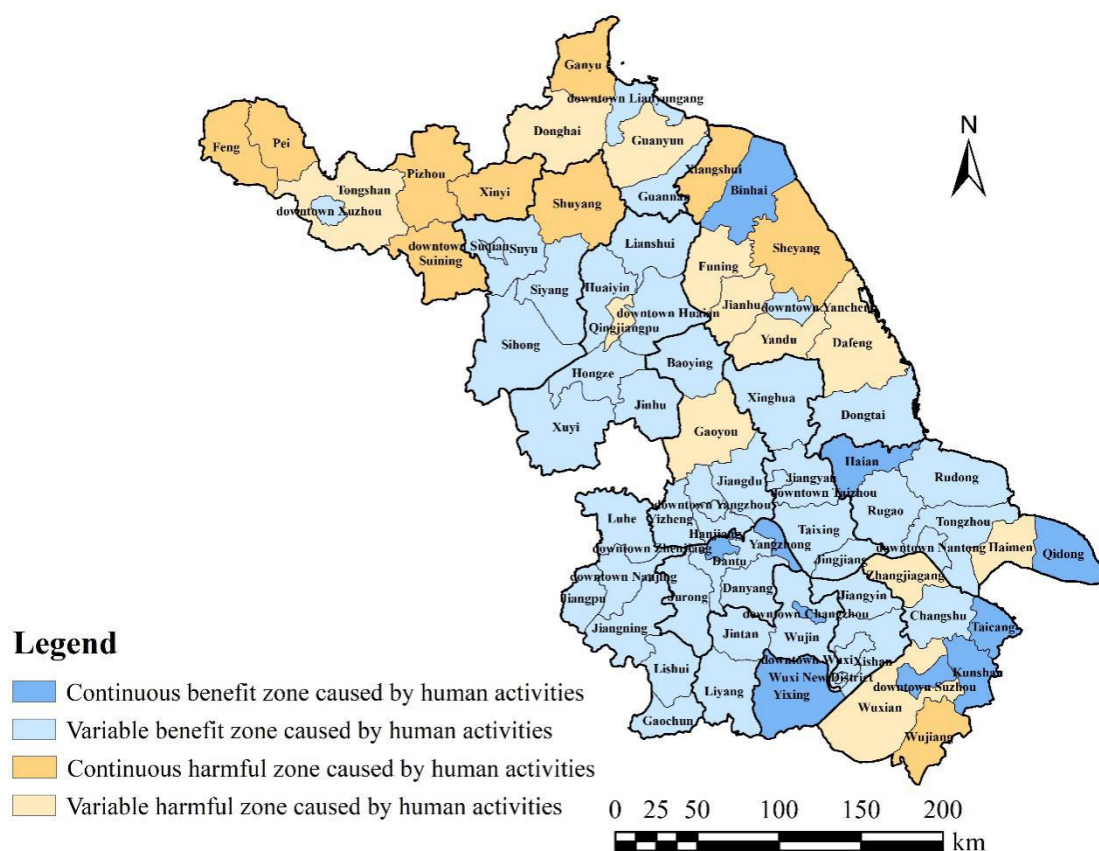 Ganyu
downtown Lianyungang
N
Donghai
Guanyun
Pei
Feng
Pizhou
Xiangshui
Binhai
Tongshan
Xinyi
Shuyang
Guannan
downtown Xuzhou
Lianshui
Sheyang
downtown
Suining
Suqian
Suyu
Funing
Siyang
Huaiyin
Jianhu
downtown Yancheng
downtown Huaian
Qingjiangpu
Yandu
Dafeng
Sihong
Baoying
Hongze
Xinghua
Jinhu
Dongtai
Xuyi
Gaoyou
Haian
Jiangdu
Jiangyan
Rudong
downtown Taizhou
downtown Yangzhou
Rugao
Luhe
Yizheng
Tongzhou
Hanjiang
Taixing
downtown Zhenjiang
Yangzhong
downtown Nantong
Haimen
Qidong
Dantu
Jingjiang
Zhangjiagang
downtown Nanjing
Danyang
Jiangpu
Jurong
Jiangyin
downtown Changzhou
Changshu
Taicang
Jiangning
Jintan
Wujin
downtown Wuxi
Xishan
Lishui
Wuxi New District
Kunshan
downtown Suzhou
Liyang
Yixing
Wuxian
Gaochun
Wujiang
Legend
Continuous benefit zone caused by human activities
Variable benefit zone caused by human activities
Continuous harmful zone caused by human activities
Variable harmful zone caused by human activities
0 25 50 100 150 200
km